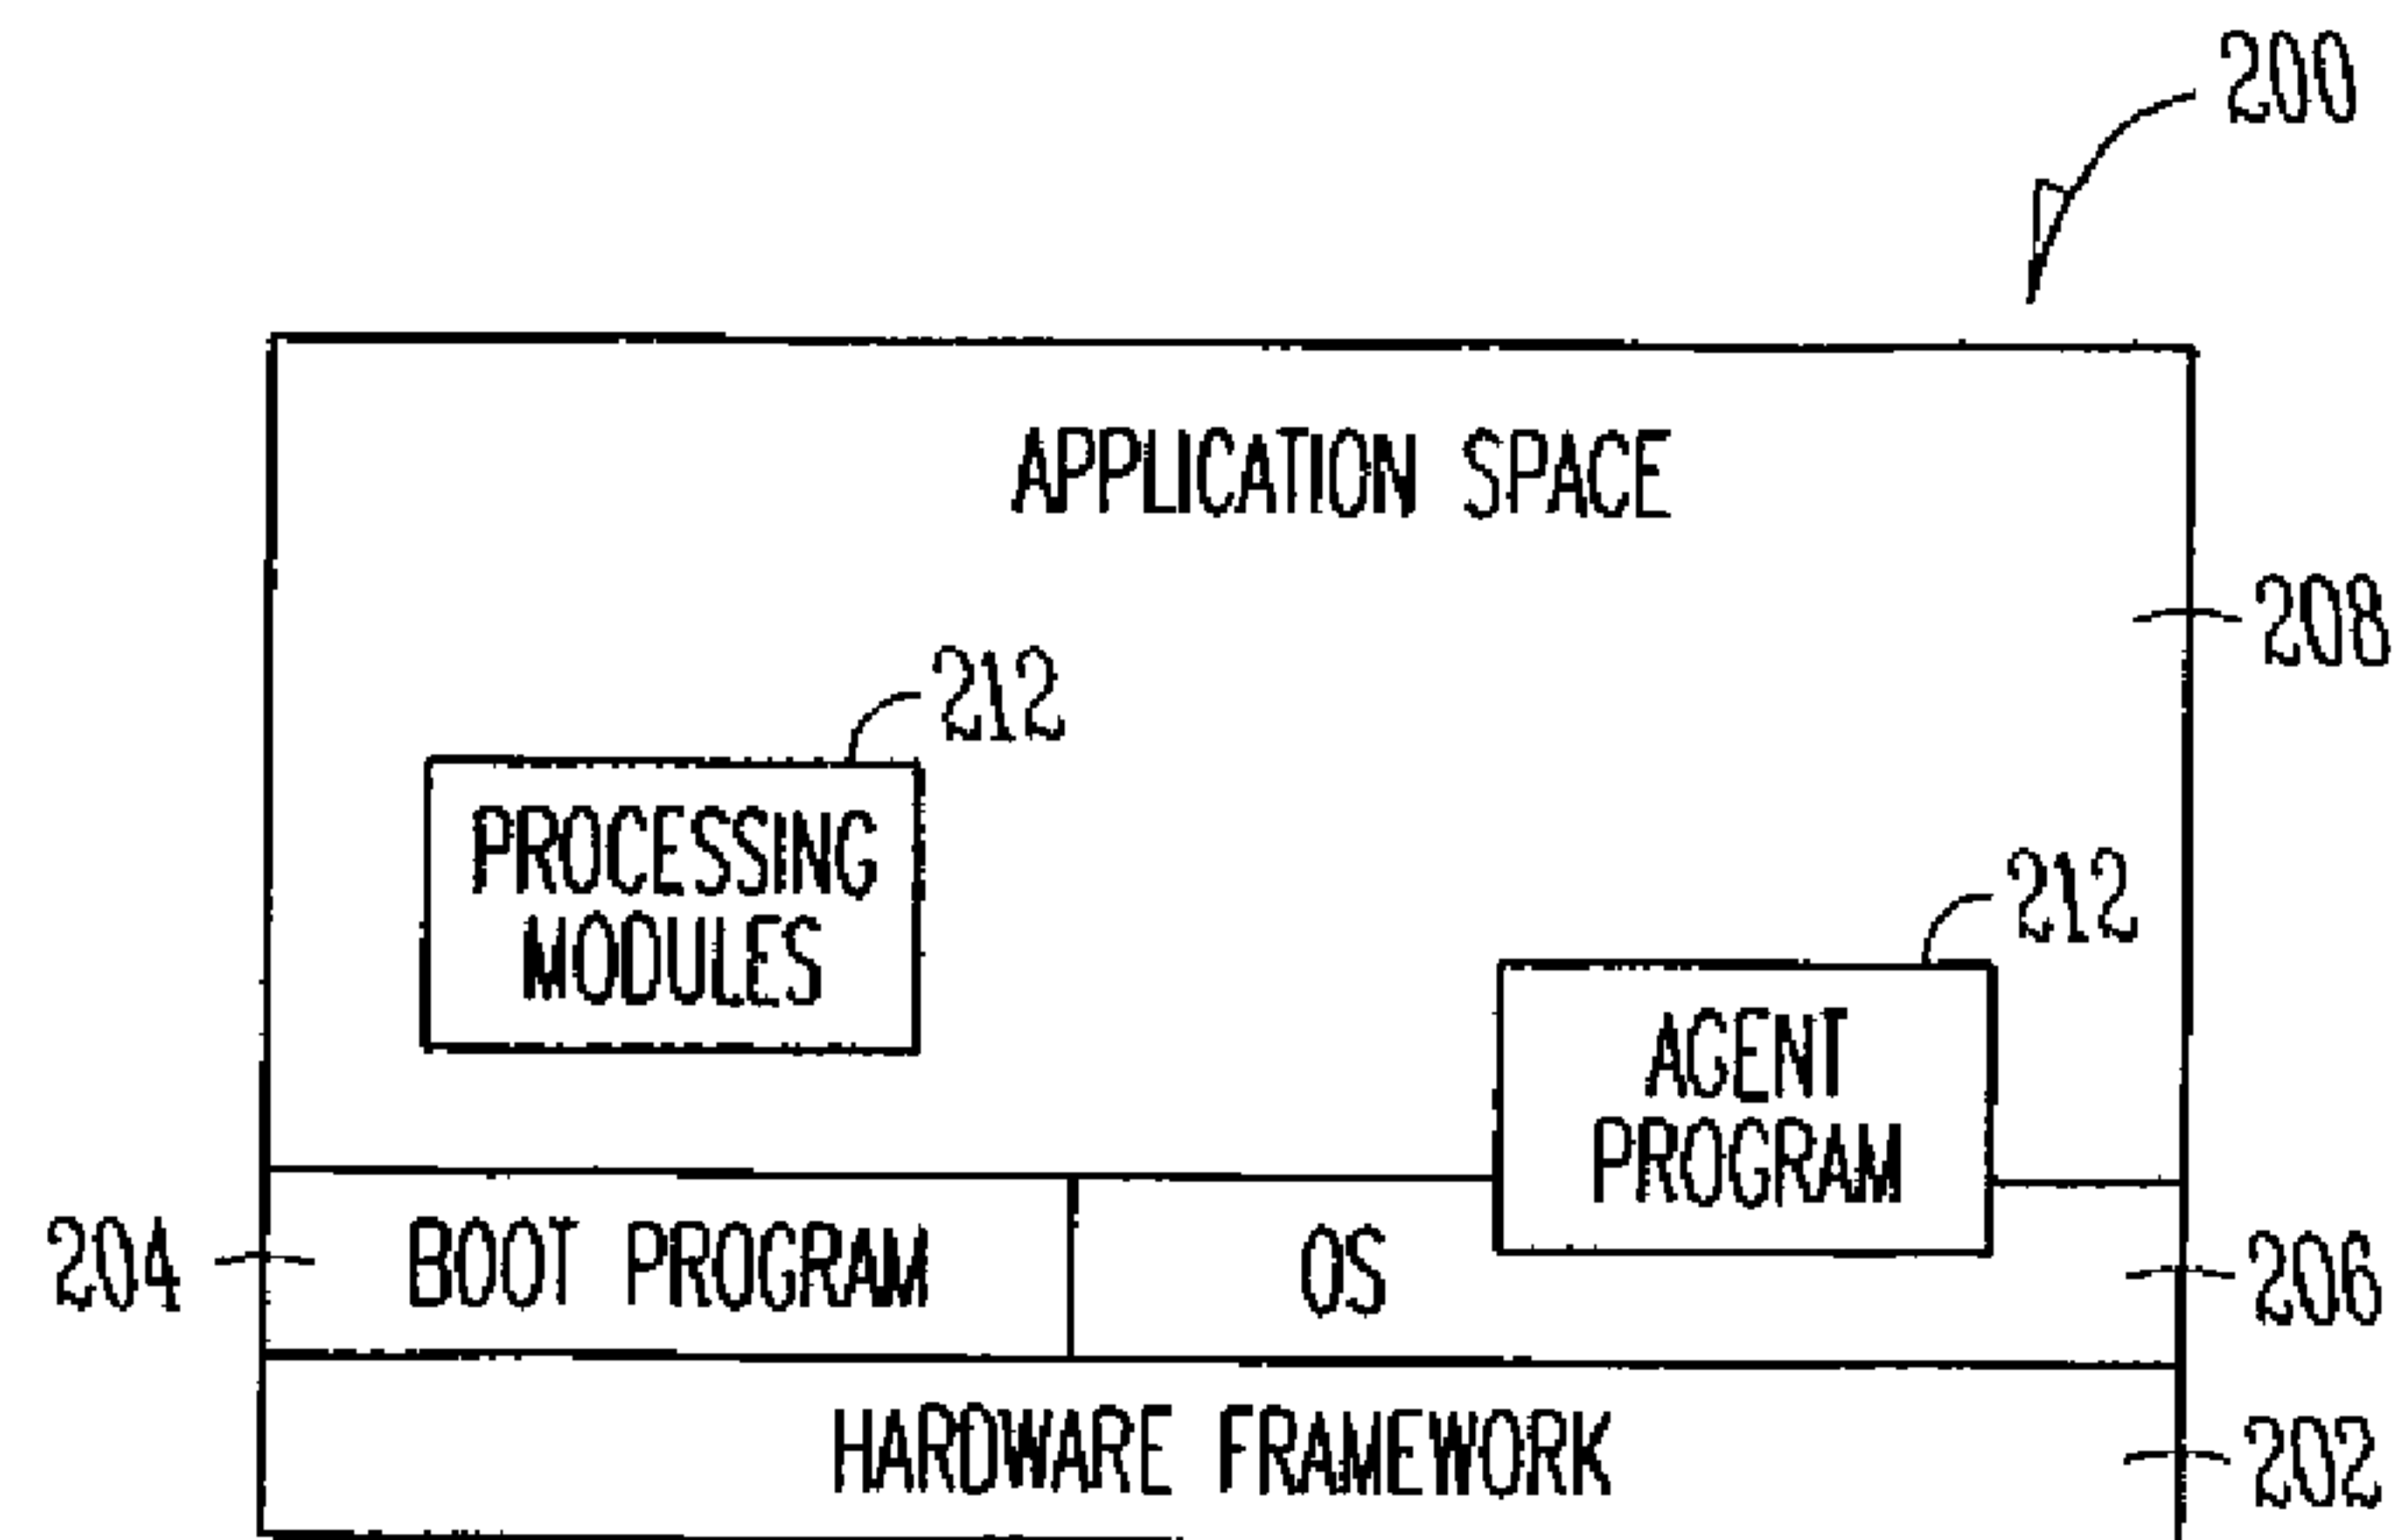 200
APPLICATION SPACE
208
212
PROCESSING
MODULES
212
AGENT
PROGRAM
204
BOOT PROGRAM
OS
206
HARDWARE FRAMEWORK
202